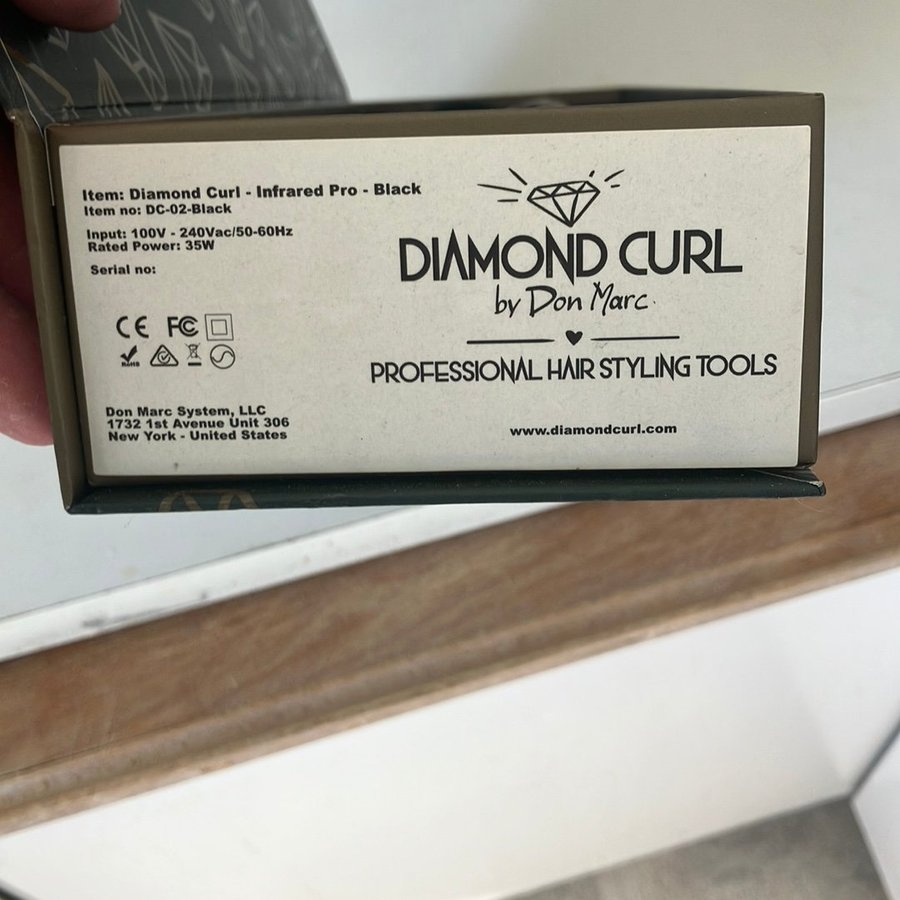 Item: Diamond Curl - Infrared Pro - Black
Item no: DC-02-Black
Input: 100V - 240Vac/50-60Hz
Rated Power: 35W
Serial no:
CE FC
RoHS
Don Marc System, LLC
1732 1st Avenue Unit 306
New York - United States
DIAMOND CURL
by Don Marc
PROFESSIONAL HAIR STYLING TOOLS
www.diamondcurl.com